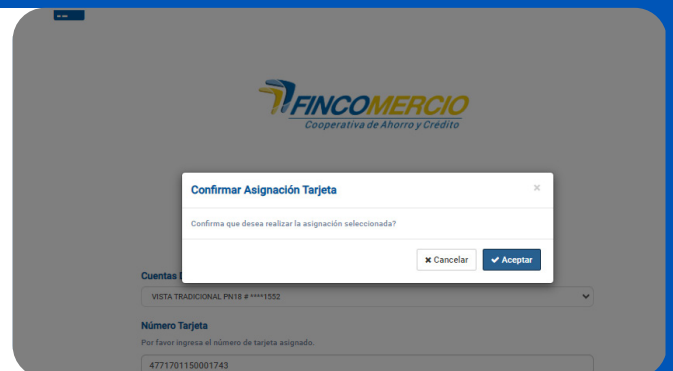 FINCOMERCIO
Cooperativa de Ahorro y Crédito
Confirmar Asignación Tarjeta
×
Confirma que desea realizar la asignación seleccionada?
× Cancelar
✔ Aceptar
Cuentas
VISTA TRADICIONAL PN18 # ****1552
Número Tarjeta
Por favor ingresa el número de tarjeta asignado.
4771701150001743